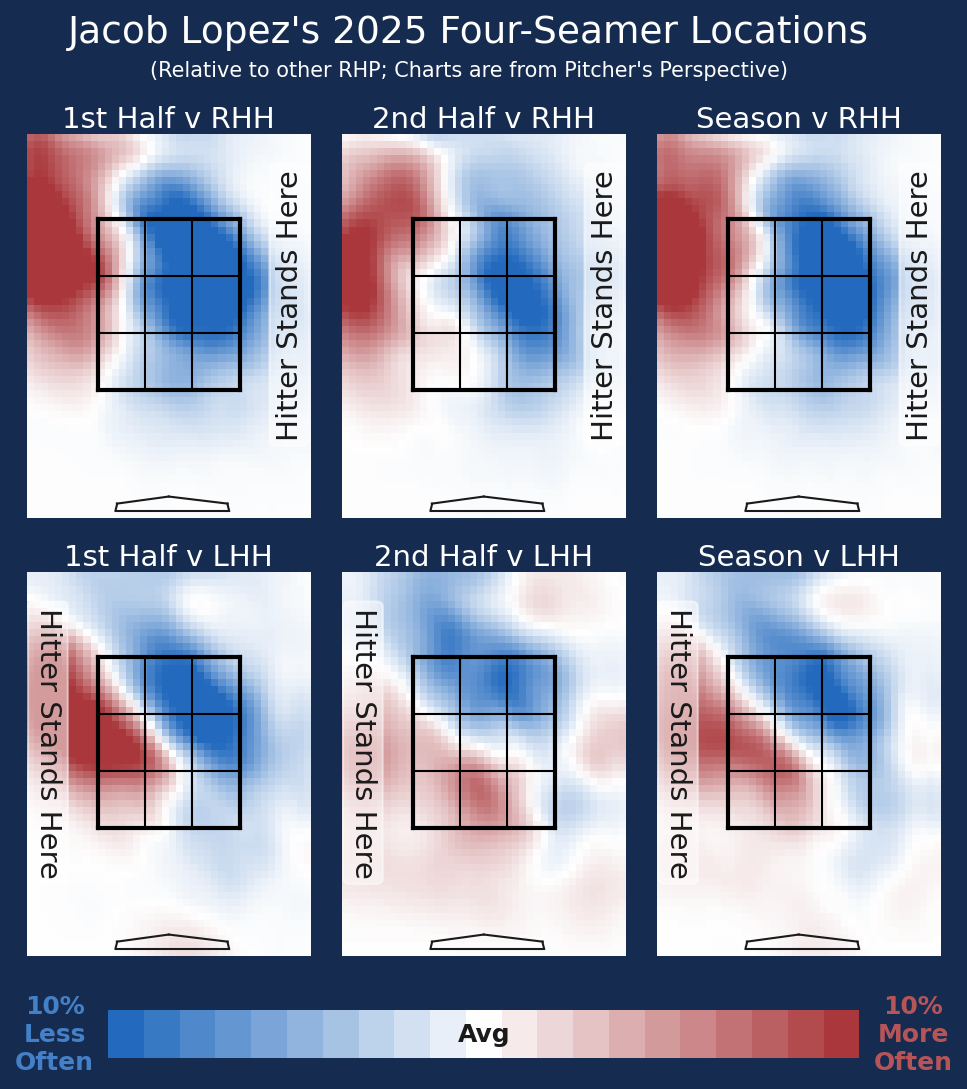 Jacob Lopez's 2025 Four-Seamer Locations
(Relative to other RHP; Charts are from Pitcher's Perspective)
1st Half v RHH
2nd Half v RHH
Season v RHH
Hitter Stands Here
Hitter Stands Here
Hitter Stands Here
1st Half v LHH
2nd Half v LHH
Season v LHH
Hitter Stands Here
Hitter Stands Here
Hitter Stands Here
10%
Less
Often
Avg
10%
More
Often